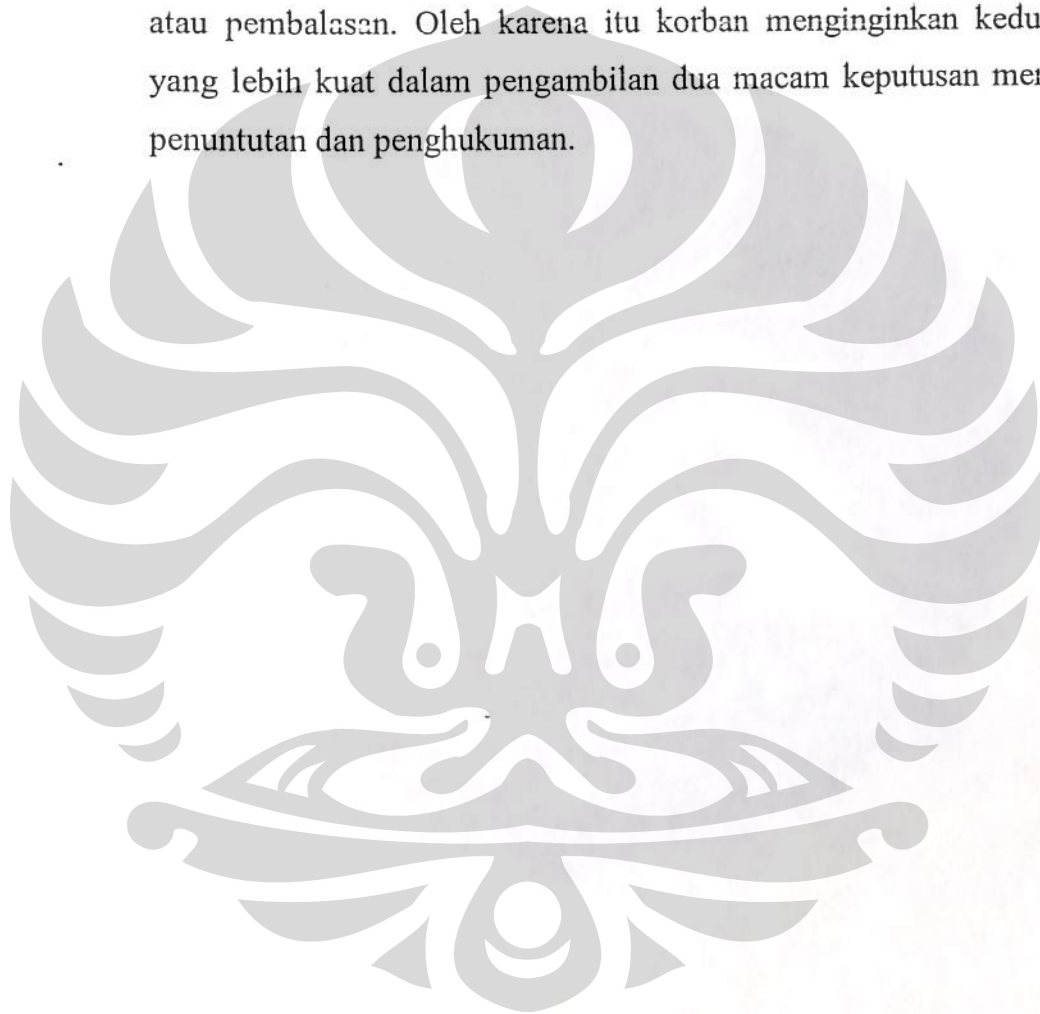 atau pembalasan. Oleh karena itu korban menginginkan kedu
yang lebih kuat dalam pengambilan dua macam keputusan mer
penuntutan dan penghukuman.